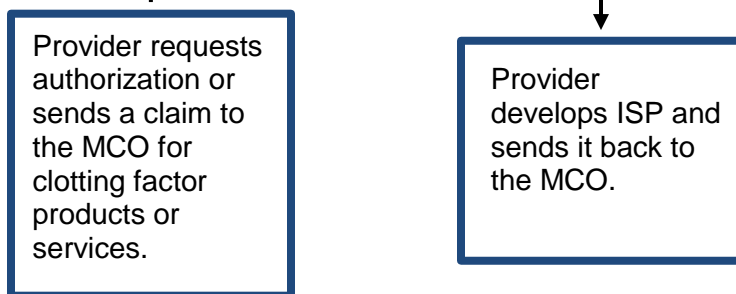 Provider requests
authorization or
sends a claim to
the MCO for
clotting factor
products or
services.
Provider
develops ISP and
sends it back to
the MCO.